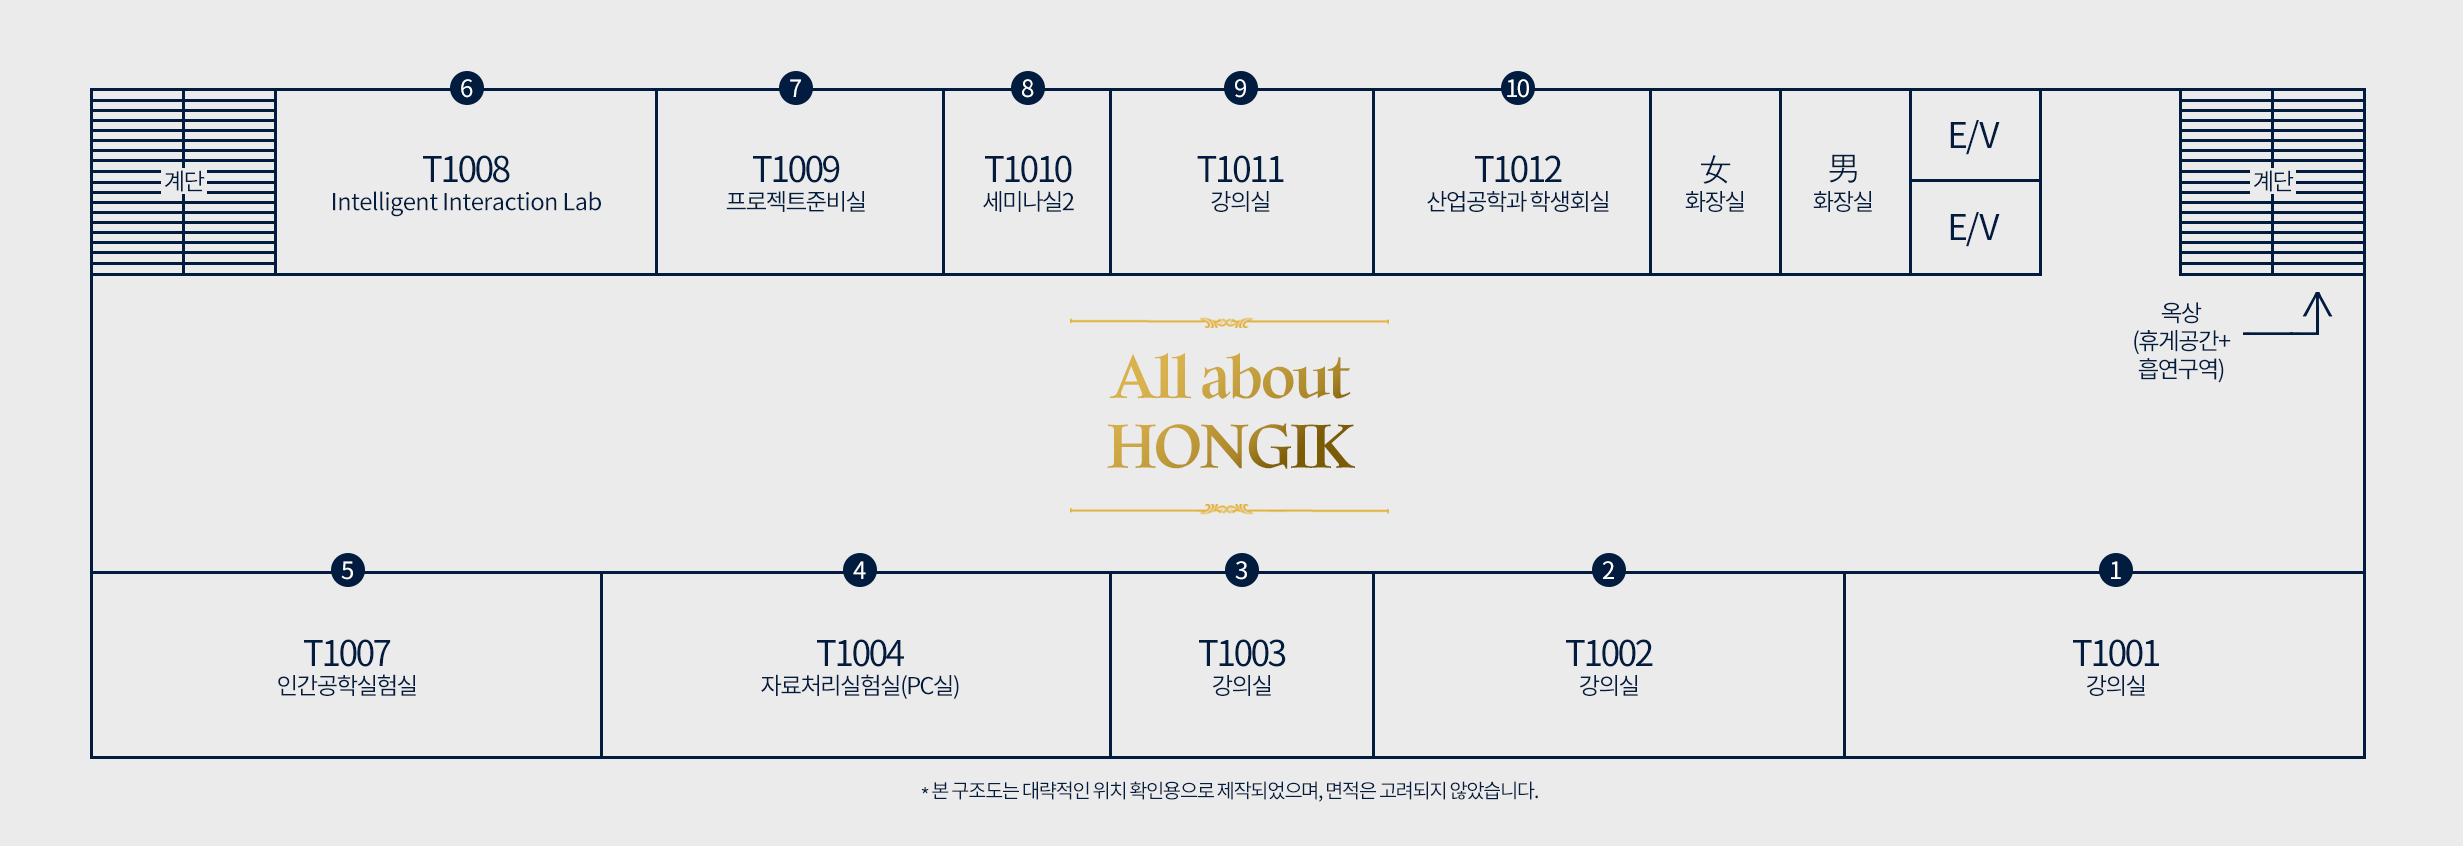 6
7
8
9
10
계단
T1008
Intelligent Interaction Lab
T1009
프로젝트준비실
T1010
세미나실2
T1011
강의실
T1012
산업공학과 학생회실
女
화장실
男
화장실
E/V
E/V
계단
옥상
(휴게공간+
흡연구역)
All about
HONGIK
5
4
3
2
1
T1007
인간공학실험실
T1004
자료처리실험실(PC실)
T1003
강의실
T1002
강의실
T1001
강의실
* 본 구조도는 대략적인 위치 확인용으로 제작되었으며, 면적은 고려되지 않았습니다.